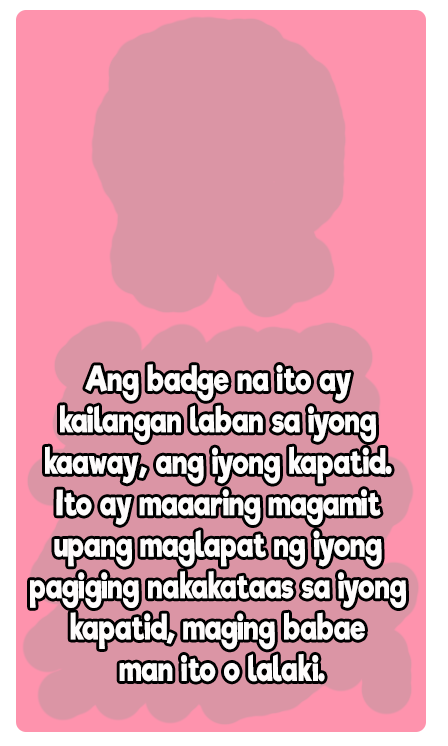 Ang badge na ito ay
kailangan laban sa iyong
kaaway, ang iyong kapatid.
Ito ay maaaring magamit
upang maglapat ng iyong
pagiging nakakataas sa iyong
kapatid, maging babae
man ito o lalaki.